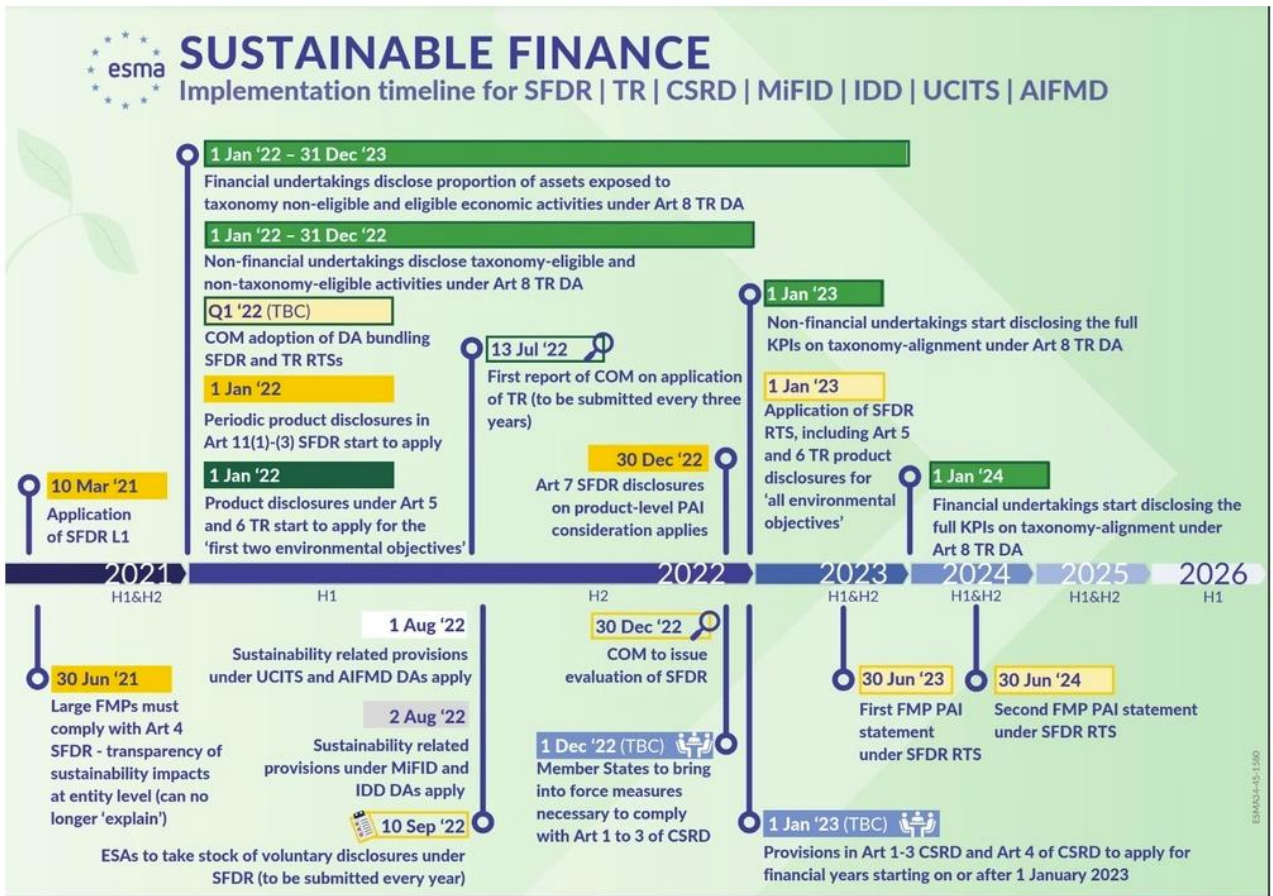 esma
SUSTAINABLE FINANCE
Implementation timeline for SFDR | TR | CSRD | MiFID | IDD | UCITS | AIFMD
1 Jan ‘22 – 31 Dec ‘23
Financial undertakings disclose proportion of assets exposed to
taxonomy non-eligible and eligible economic activities under Art 8 TR DA
1 Jan ‘22 – 31 Dec ‘22
Non-financial undertakings disclose taxonomy-eligible and
non-taxonomy-eligible activities under Art 8 TR DA
Q1 ‘22 (TBC)
COM adoption of DA bundling
SFDR and TR RTSs
1 Jan ‘22
Periodic product disclosures in
Art 11(1)-(3) SFDR start to apply
1 Jan ‘22
Product disclosures under Art 5
and 6 TR start to apply for the
‘first two environmental objectives’
10 Mar ‘21
Application
of SFDR L1
13 Jul ‘22
First report of COM on application
of TR (to be submitted every three
years)
30 Dec ‘22
Art 7 SFDR disclosures
on product-level PAI
consideration applies
1 Jan ‘23
Non-financial undertakings start disclosing the full
KPIs on taxonomy-alignment under Art 8 TR DA
1 Jan ‘23
Application of SFDR
RTS, including Art 5
and 6 TR product
disclosures for
‘all environmental
objectives’
1 Jan ‘24
Financial undertakings start disclosing the
full KPIs on taxonomy-alignment under
Art 8 TR DA
2021 2022 2023 2024 2025 2026
H1&H2 H1 H2 H1&H2 H1&H2 H1&H2 H1
30 Jun ‘21
Large FMPs must
comply with Art 4
SFDR - transparency of
sustainability impacts
at entity level (can no
longer ‘explain’)
1 Aug ‘22
Sustainability related provisions
under UCITS and AIFMD DAs apply
2 Aug ‘22
Sustainability related
provisions under MiFID and
IDD DAs apply
10 Sep ‘22
ESAs to take stock of voluntary disclosures under
SFDR (to be submitted every year)
30 Dec ‘22
COM to issue
evaluation of SFDR
1 Dec ‘22 (TBC)
Member States to bring
into force measures
necessary to comply
with Art 1 to 3 of CSRD
1 Jan ‘23 (TBC)
Provisions in Art 1-3 CSRD and Art 4 of CSRD to apply for
financial years starting on or after 1 January 2023
30 Jun ‘23
First FMP PAI
statement
under SFDR RTS
30 Jun ‘24
Second FMP PAI statement
under SFDR RTS
ESMA34-45-1580